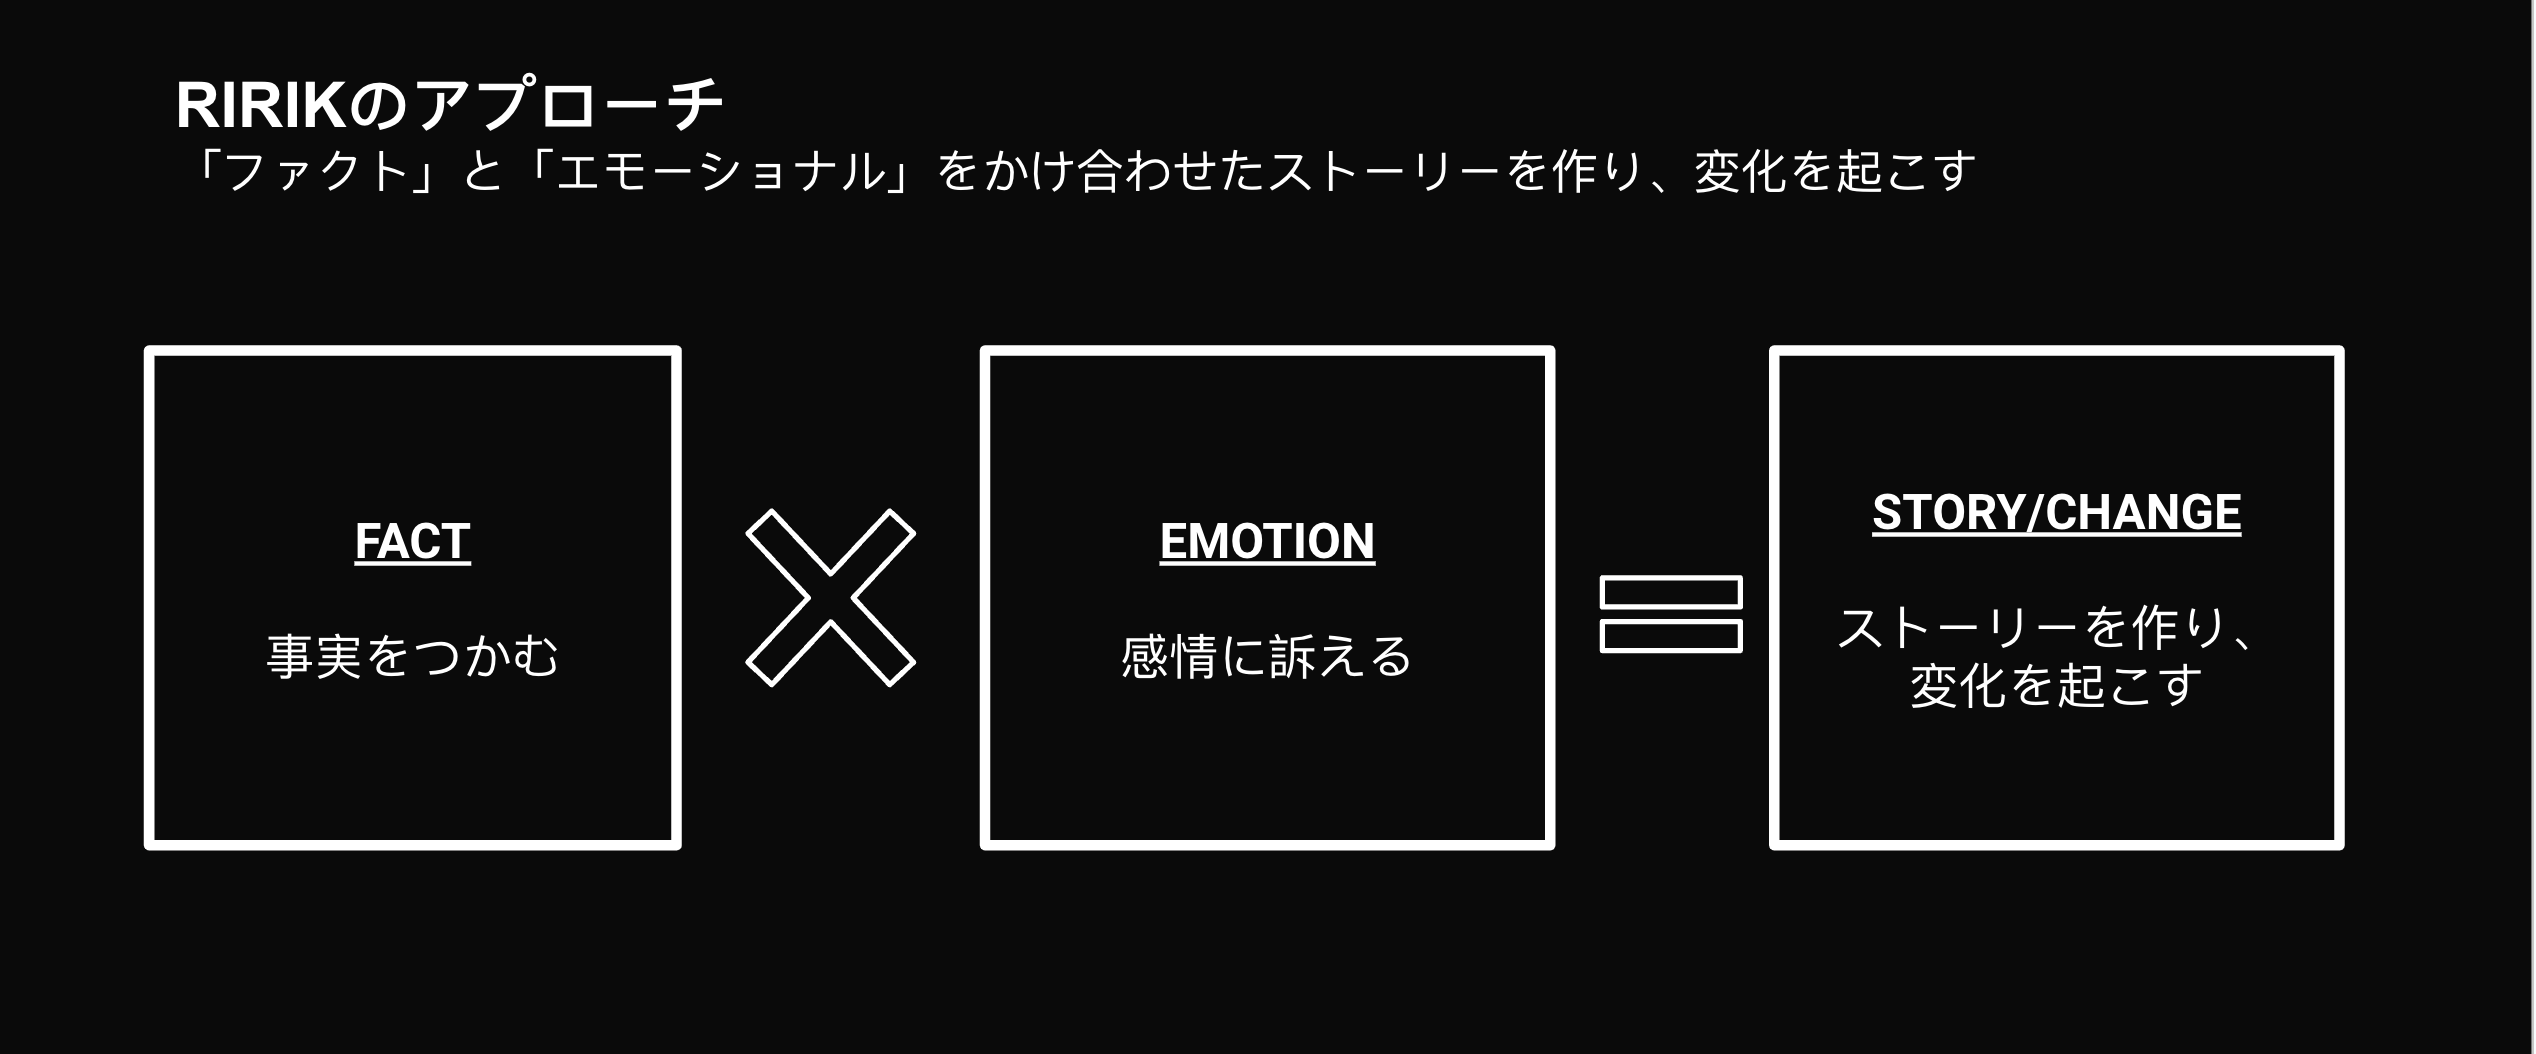 RIRIKのアプローチ
「ファクト」と「エモーショナル」をかけ合わせたストーリーを作り、変化を起こす
FACT
事実をつかむ
EMOTION
感情に訴える
STORY/CHANGE
ストーリーを作り、
変化を起こす